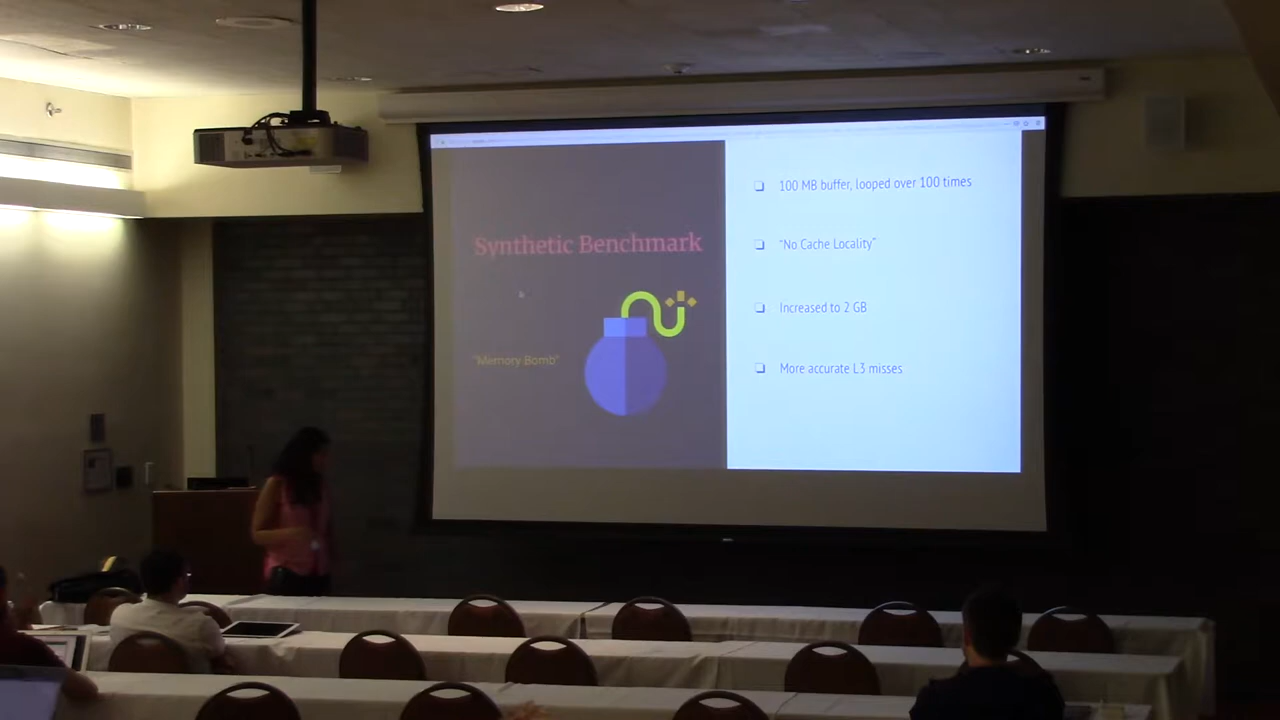 Synthetic Benchmark
"Memory Bomb"
100 MB buffer, looped over 100 times
"No Cache Locality"
Increased to 2 GB
More accurate L3 misses